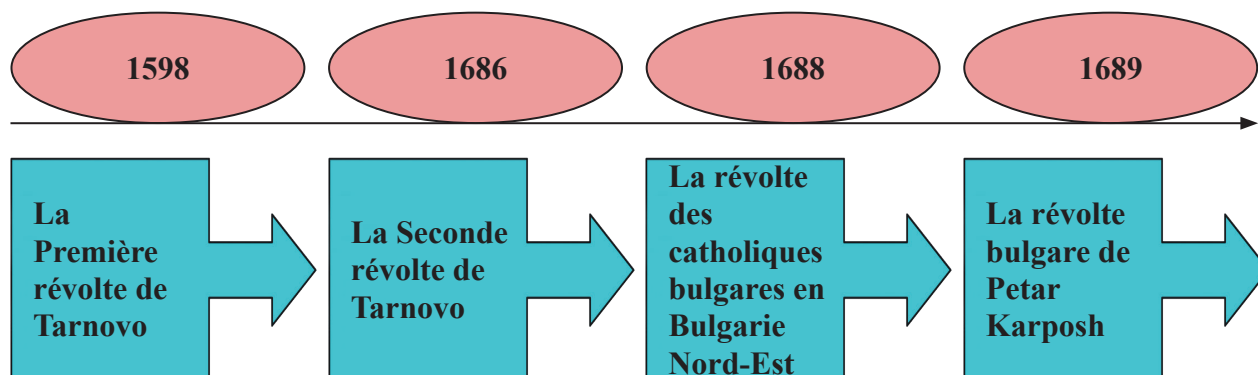 1598
1686
1688
1689
La
Première
révolte de
Tarnovo
La Seconde
révolte de
Tarnovo
La révolte
des
catholiques
bulgares en
Bulgarie
Nord-Est
La révolte
bulgare de
Petar
Karposh